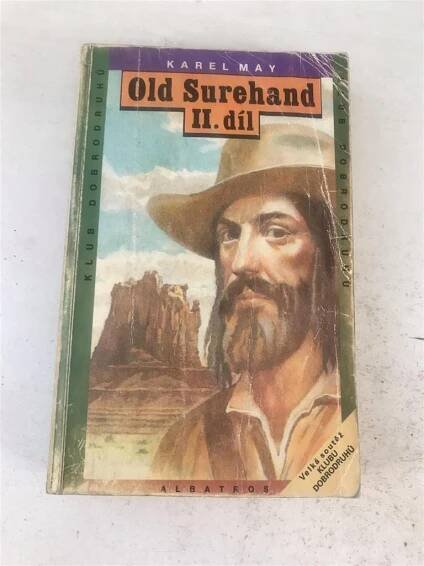 KAREL MAY
Old Surehand
II. díl
KLUB DOBRODRUHŮ
KLUB DOBRODRUHŮ
Velká soutěž
KLUBU
DOBRODRUHŮ
ALBATROS